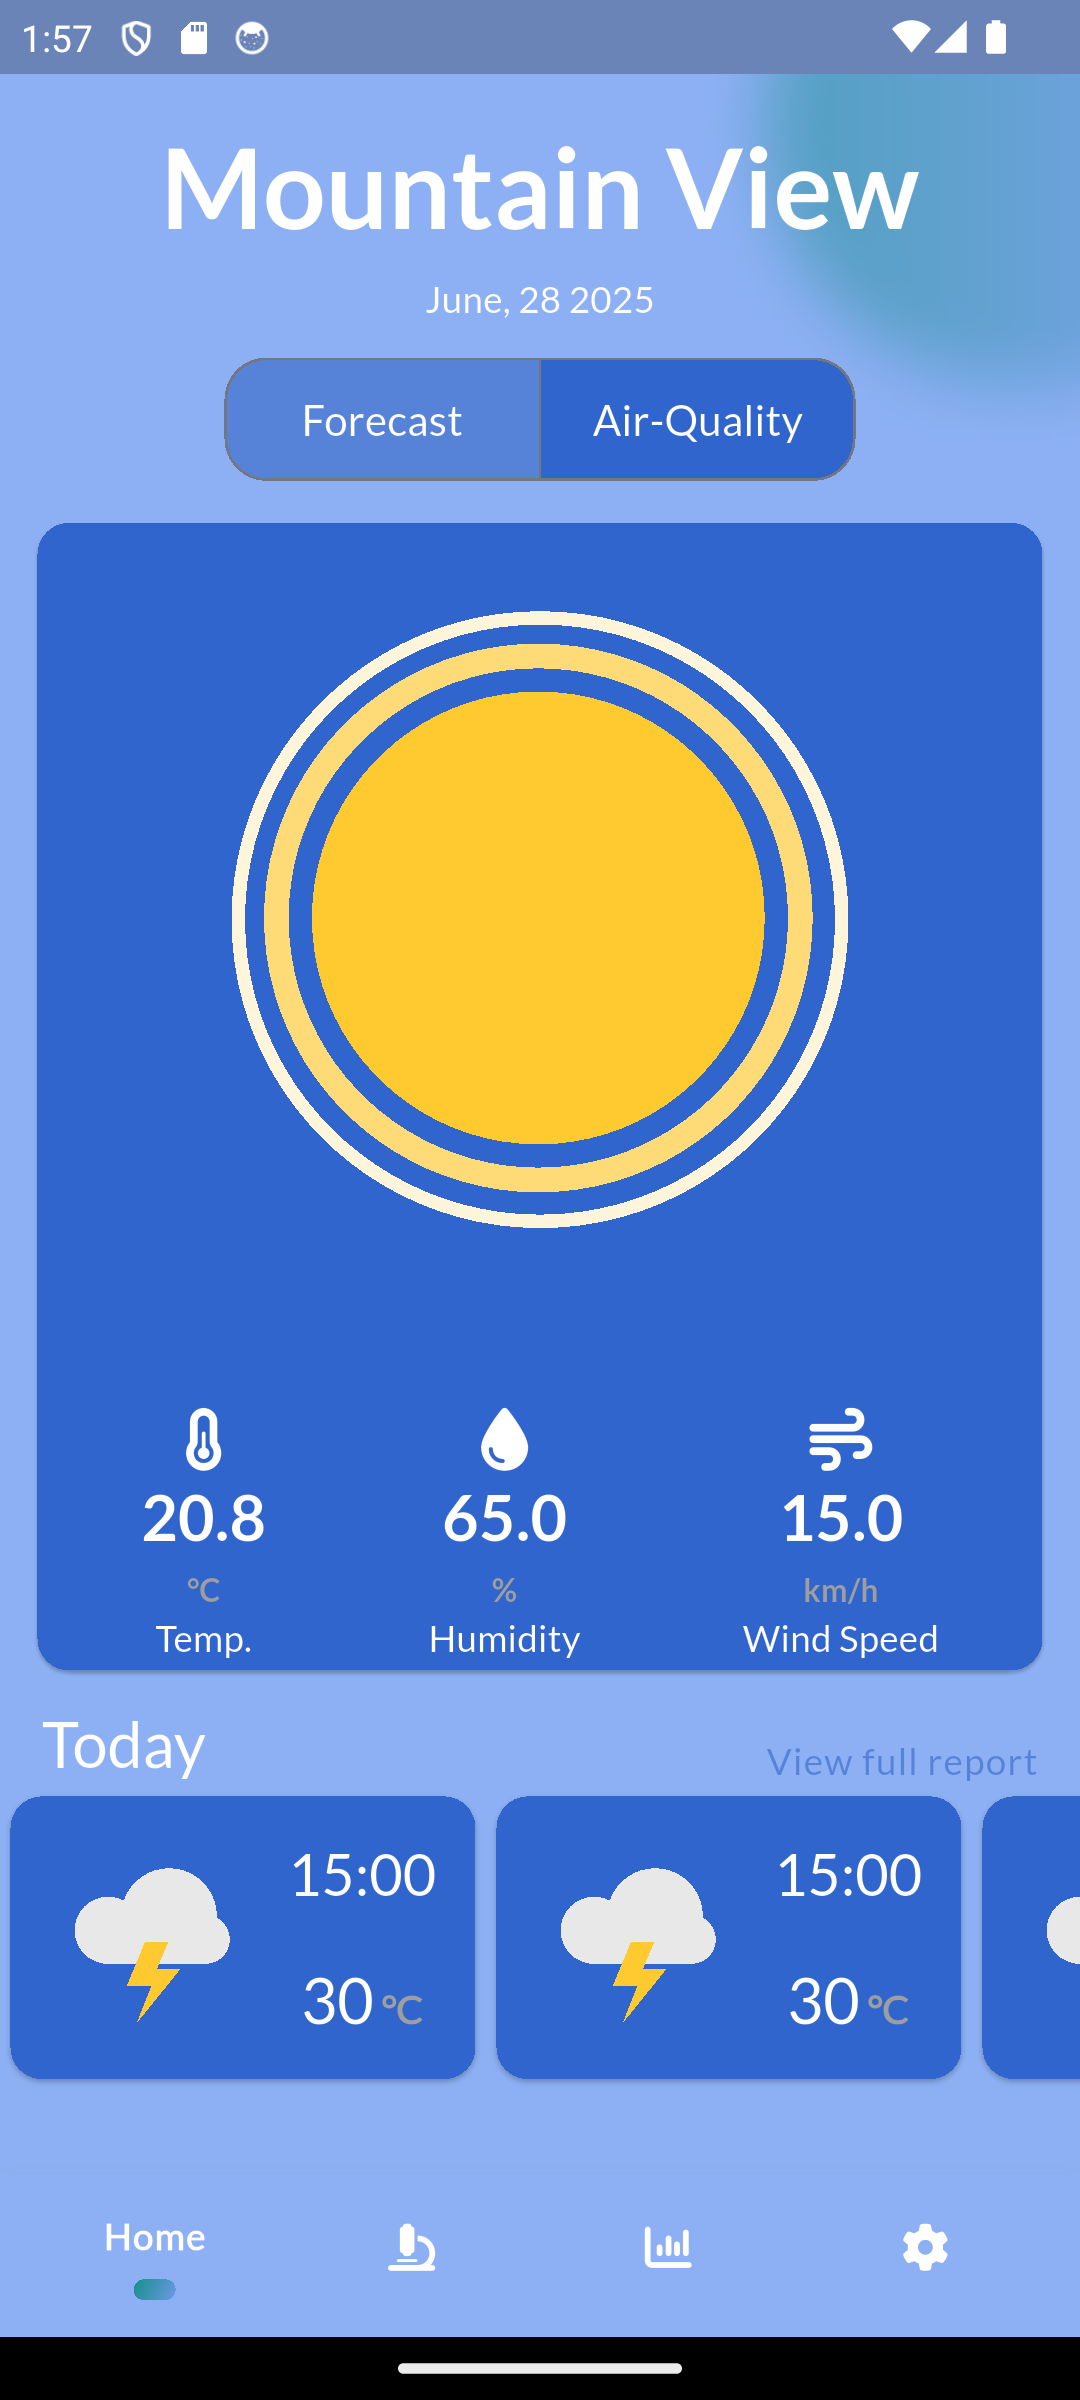 1:57
Mountain View
June, 28 2025
Forecast Air-Quality
20.8 65.0 15.0
°C % km/h
Temp. Humidity Wind Speed
Today
View full report
15:00 15:00
30 °C 30 °C
Home